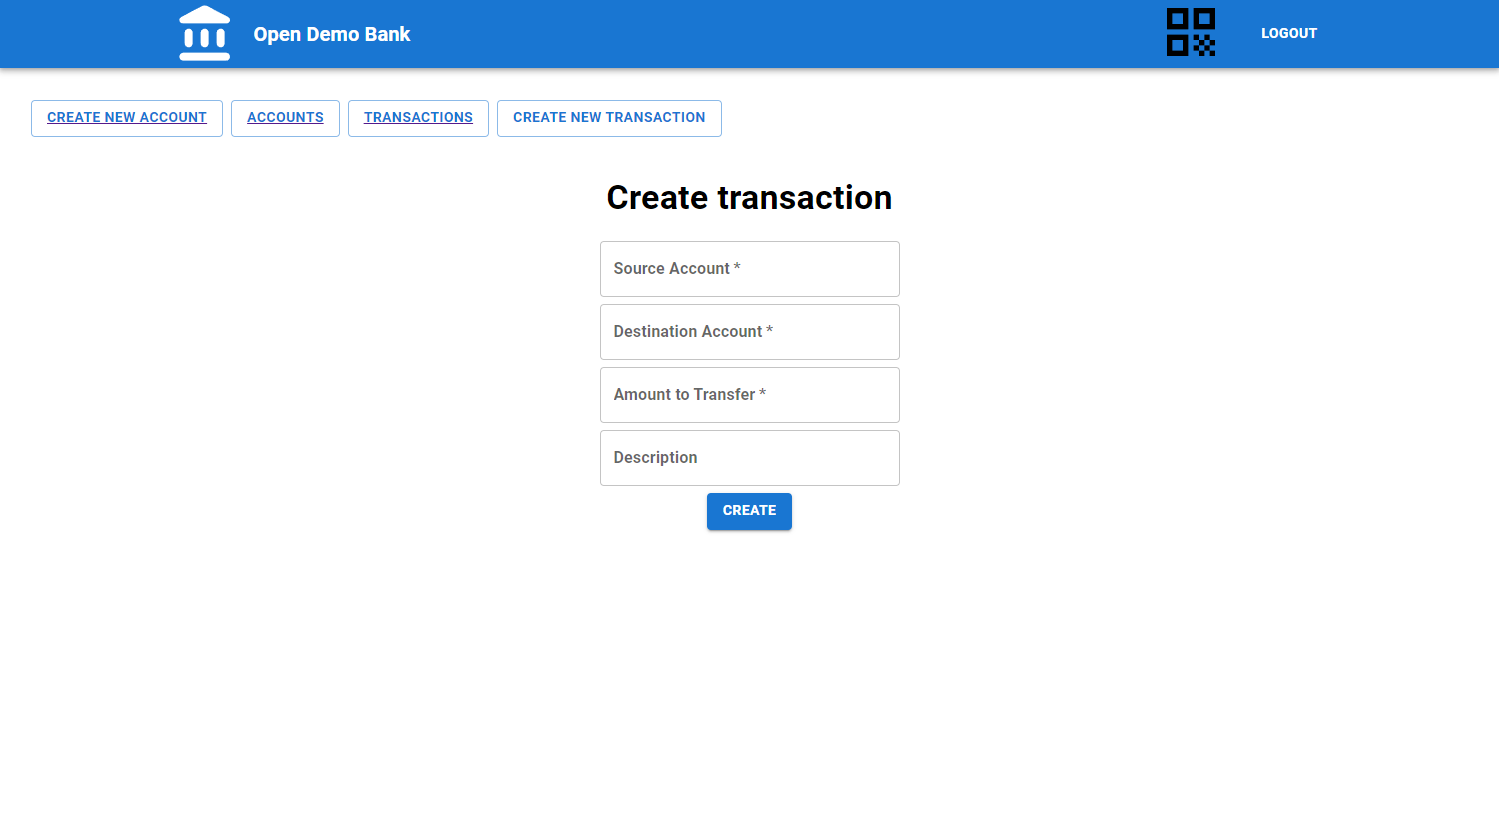 Open Demo Bank
LOGOUT
CREATE NEW ACCOUNT
ACCOUNTS
TRANSACTIONS
CREATE NEW TRANSACTION
Create transaction
Source Account *
Destination Account *
Amount to Transfer *
Description
CREATE